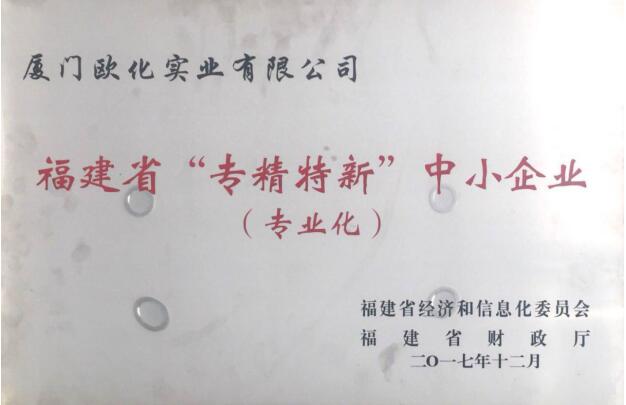 厦门欧化实业有限公司
福建省“专精特新”中小企业
（专业化）
福建省经济和信息化委员会
福建省财政厅
二〇一七年十二月